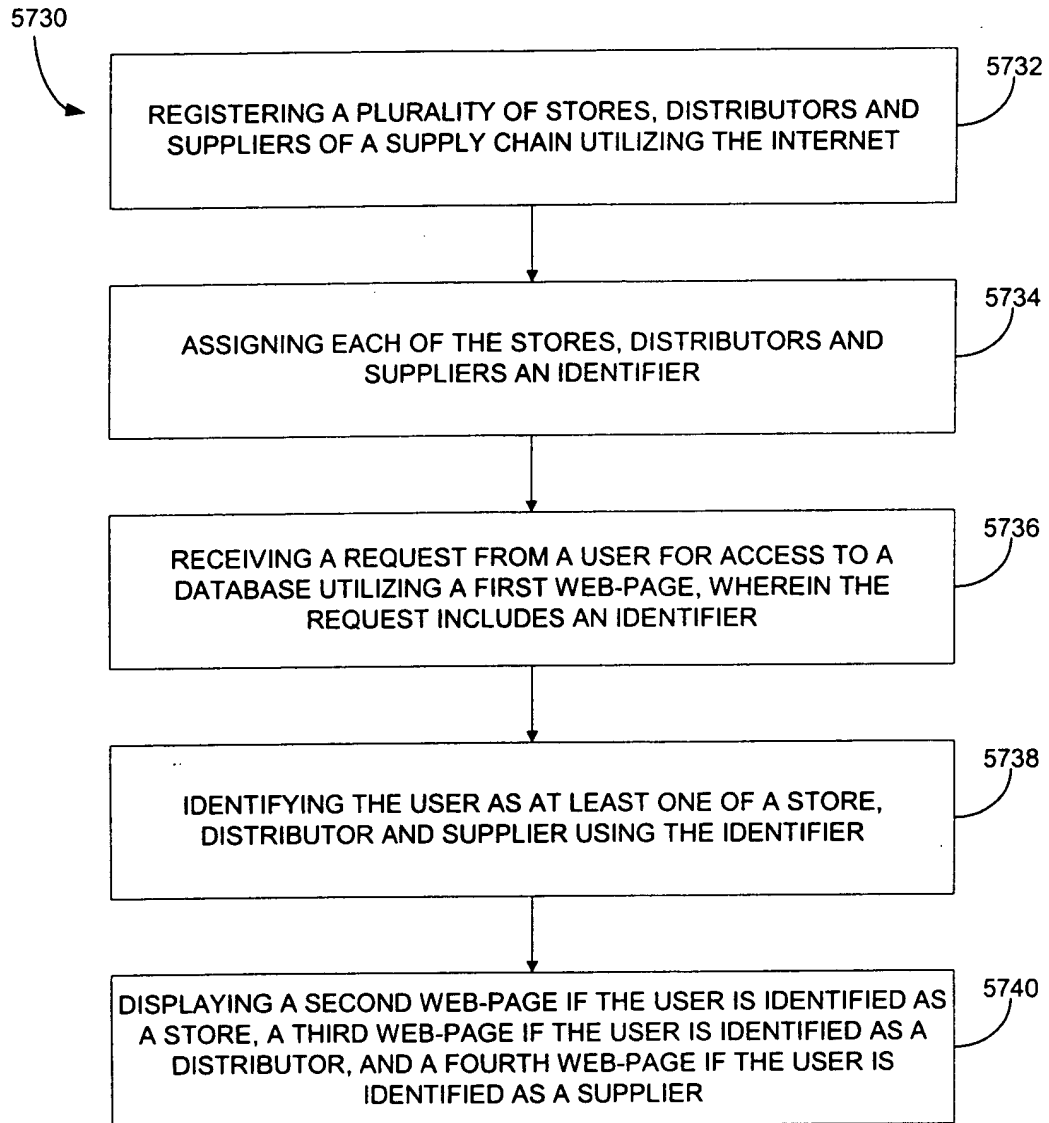 5730
5732
REGISTERING A PLURALITY OF STORES, DISTRIBUTORS AND
SUPPLIERS OF A SUPPLY CHAIN UTILIZING THE INTERNET
5734
ASSIGNING EACH OF THE STORES, DISTRIBUTORS AND
SUPPLIERS AN IDENTIFIER
5736
RECEIVING A REQUEST FROM A USER FOR ACCESS TO A
DATABASE UTILIZING A FIRST WEB-PAGE, WHEREIN THE
REQUEST INCLUDES AN IDENTIFIER
5738
IDENTIFYING THE USER AS AT LEAST ONE OF A STORE,
DISTRIBUTOR AND SUPPLIER USING THE IDENTIFIER
5740
DISPLAYING A SECOND WEB-PAGE IF THE USER IS IDENTIFIED AS
A STORE, A THIRD WEB-PAGE IF THE USER IS IDENTIFIED AS A
DISTRIBUTOR, AND A FOURTH WEB-PAGE IF THE USER IS
IDENTIFIED AS A SUPPLIER